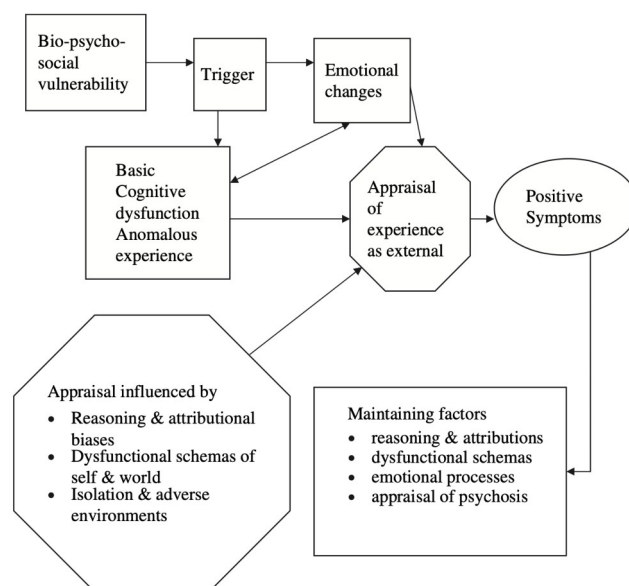 Bio-psycho-
social
vulnerability
Trigger
Emotional
changes
Basic
Cognitive
dysfunction
Anomalous
experience
Appraisal
of
experience
as external
Positive
Symptoms
Appraisal influenced by
• Reasoning & attributional
biases
• Dysfunctional schemas of
self & world
• Isolation & adverse
environments
Maintaining factors
• reasoning & attributions
• dysfunctional schemas
• emotional processes
• appraisal of psychosis